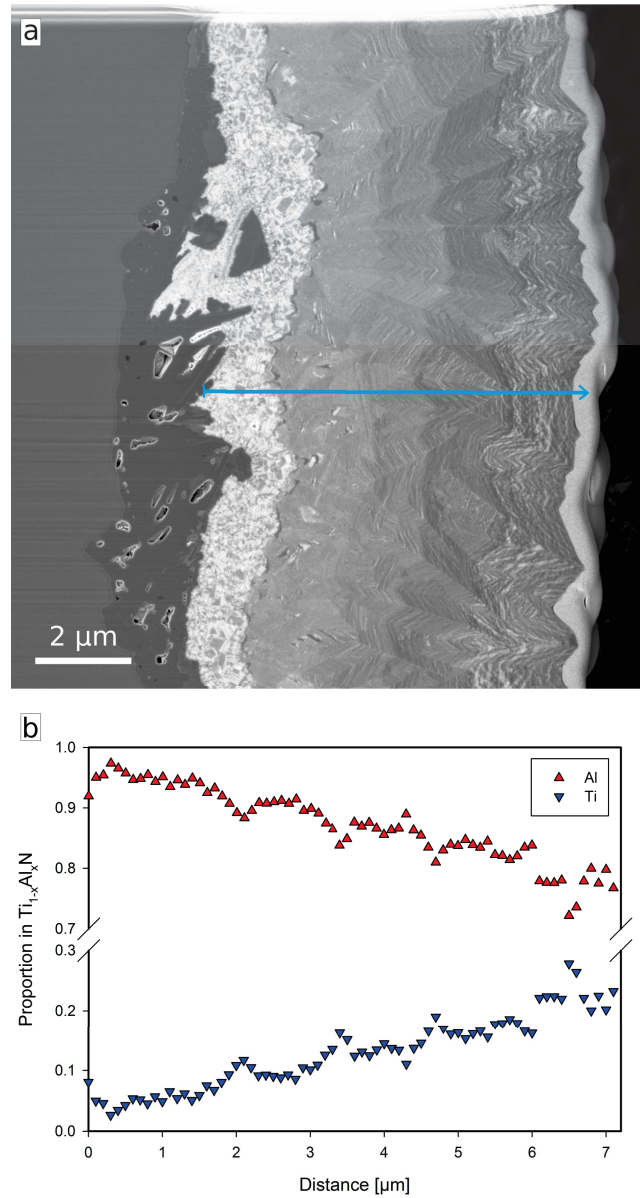 a
2 µm
b
1.0
0.9
0.8
0.7
0.3
0.2
0.1
0.0
Proportion in Ti1-xAlxN
Al
Ti
0 1 2 3 4 5 6 7
Distance [µm]